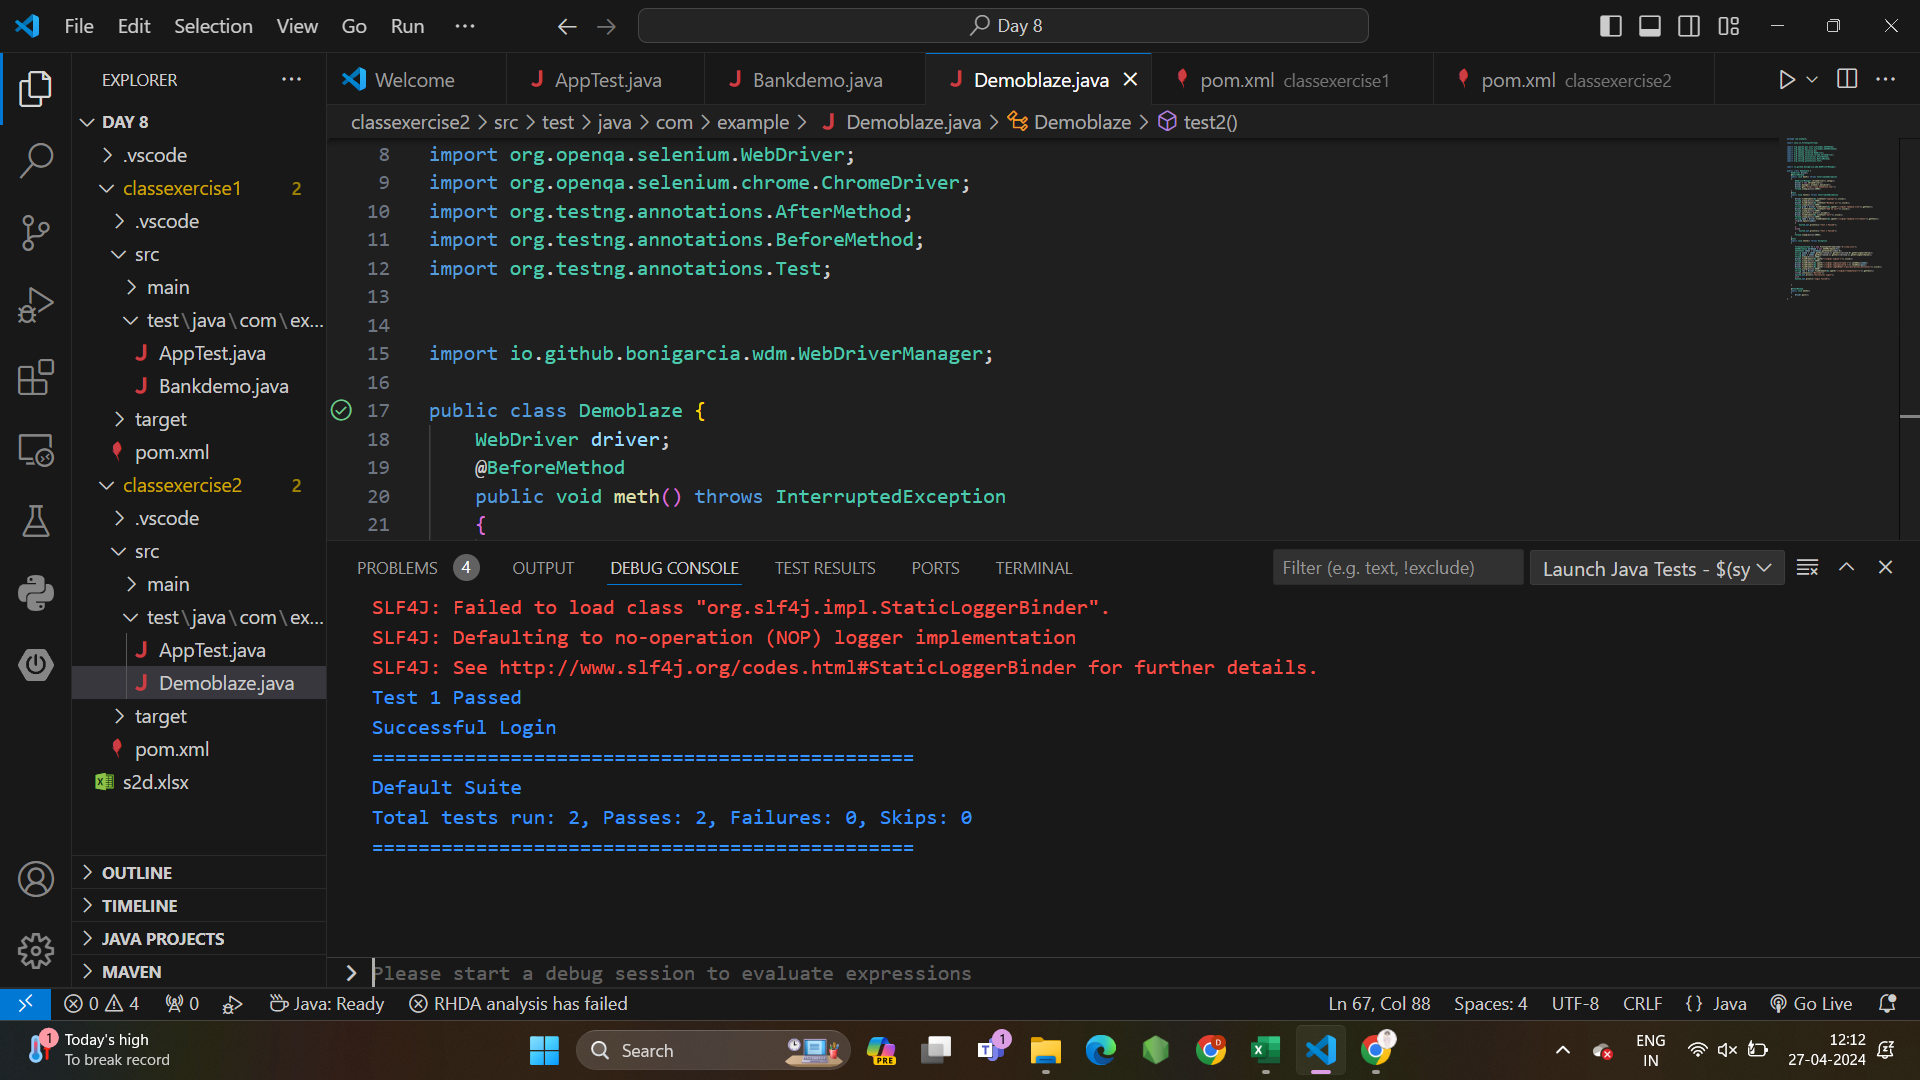 File Edit Selection View Go Run ··· Day 8
EXPLORER
Welcome AppTest.java Bankdemo.java Demoblaze.java pom.xml classexercise1 pom.xml classexercise2
classexercise2 > src > test > java > com > example > Demoblaze.java > Demoblaze > test2()
DAY 8
.vscode
classexercise1 2
.vscode
src
main
test\java\com\ex...
AppTest.java
Bankdemo.java
target
pom.xml
classexercise2 2
.vscode
src
main
test\java\com\ex...
AppTest.java
Demoblaze.java
target
pom.xml
s2d.xlsx
OUTLINE
TIMELINE
JAVA PROJECTS
MAVEN
8 import org.openqa.selenium.WebDriver;
9 import org.openqa.selenium.chrome.ChromeDriver;
10 import org.testng.annotations.AfterMethod;
11 import org.testng.annotations.BeforeMethod;
12 import org.testng.annotations.Test;
13
14
15 import io.github.bonigarcia.wdm.WebDriverManager;
16
17 public class Demoblaze {
18 WebDriver driver;
19 @BeforeMethod
20 public void meth() throws InterruptedException
21 {
PROBLEMS 4 OUTPUT DEBUG CONSOLE TEST RESULTS PORTS TERMINAL Filter (e.g. text, !exclude) Launch Java Tests - $(sy
SLF4J: Failed to load class "org.slf4j.impl.StaticLoggerBinder".
SLF4J: Defaulting to no-operation (NOP) logger implementation
SLF4J: See http://www.slf4j.org/codes.html#StaticLoggerBinder for further details.
Test 1 Passed
Successful Login
===============================================
Default Suite
Total tests run: 2, Passes: 2, Failures: 0, Skips: 0
===============================================
Please start a debug session to evaluate expressions
0 4 0 Java: Ready RHDA analysis has failed Ln 67, Col 88 Spaces: 4 UTF-8 CRLF {} Java Go Live
1 Today's high
To break record
Search
PRE
1
D
ENG
IN
12:12
27-04-2024